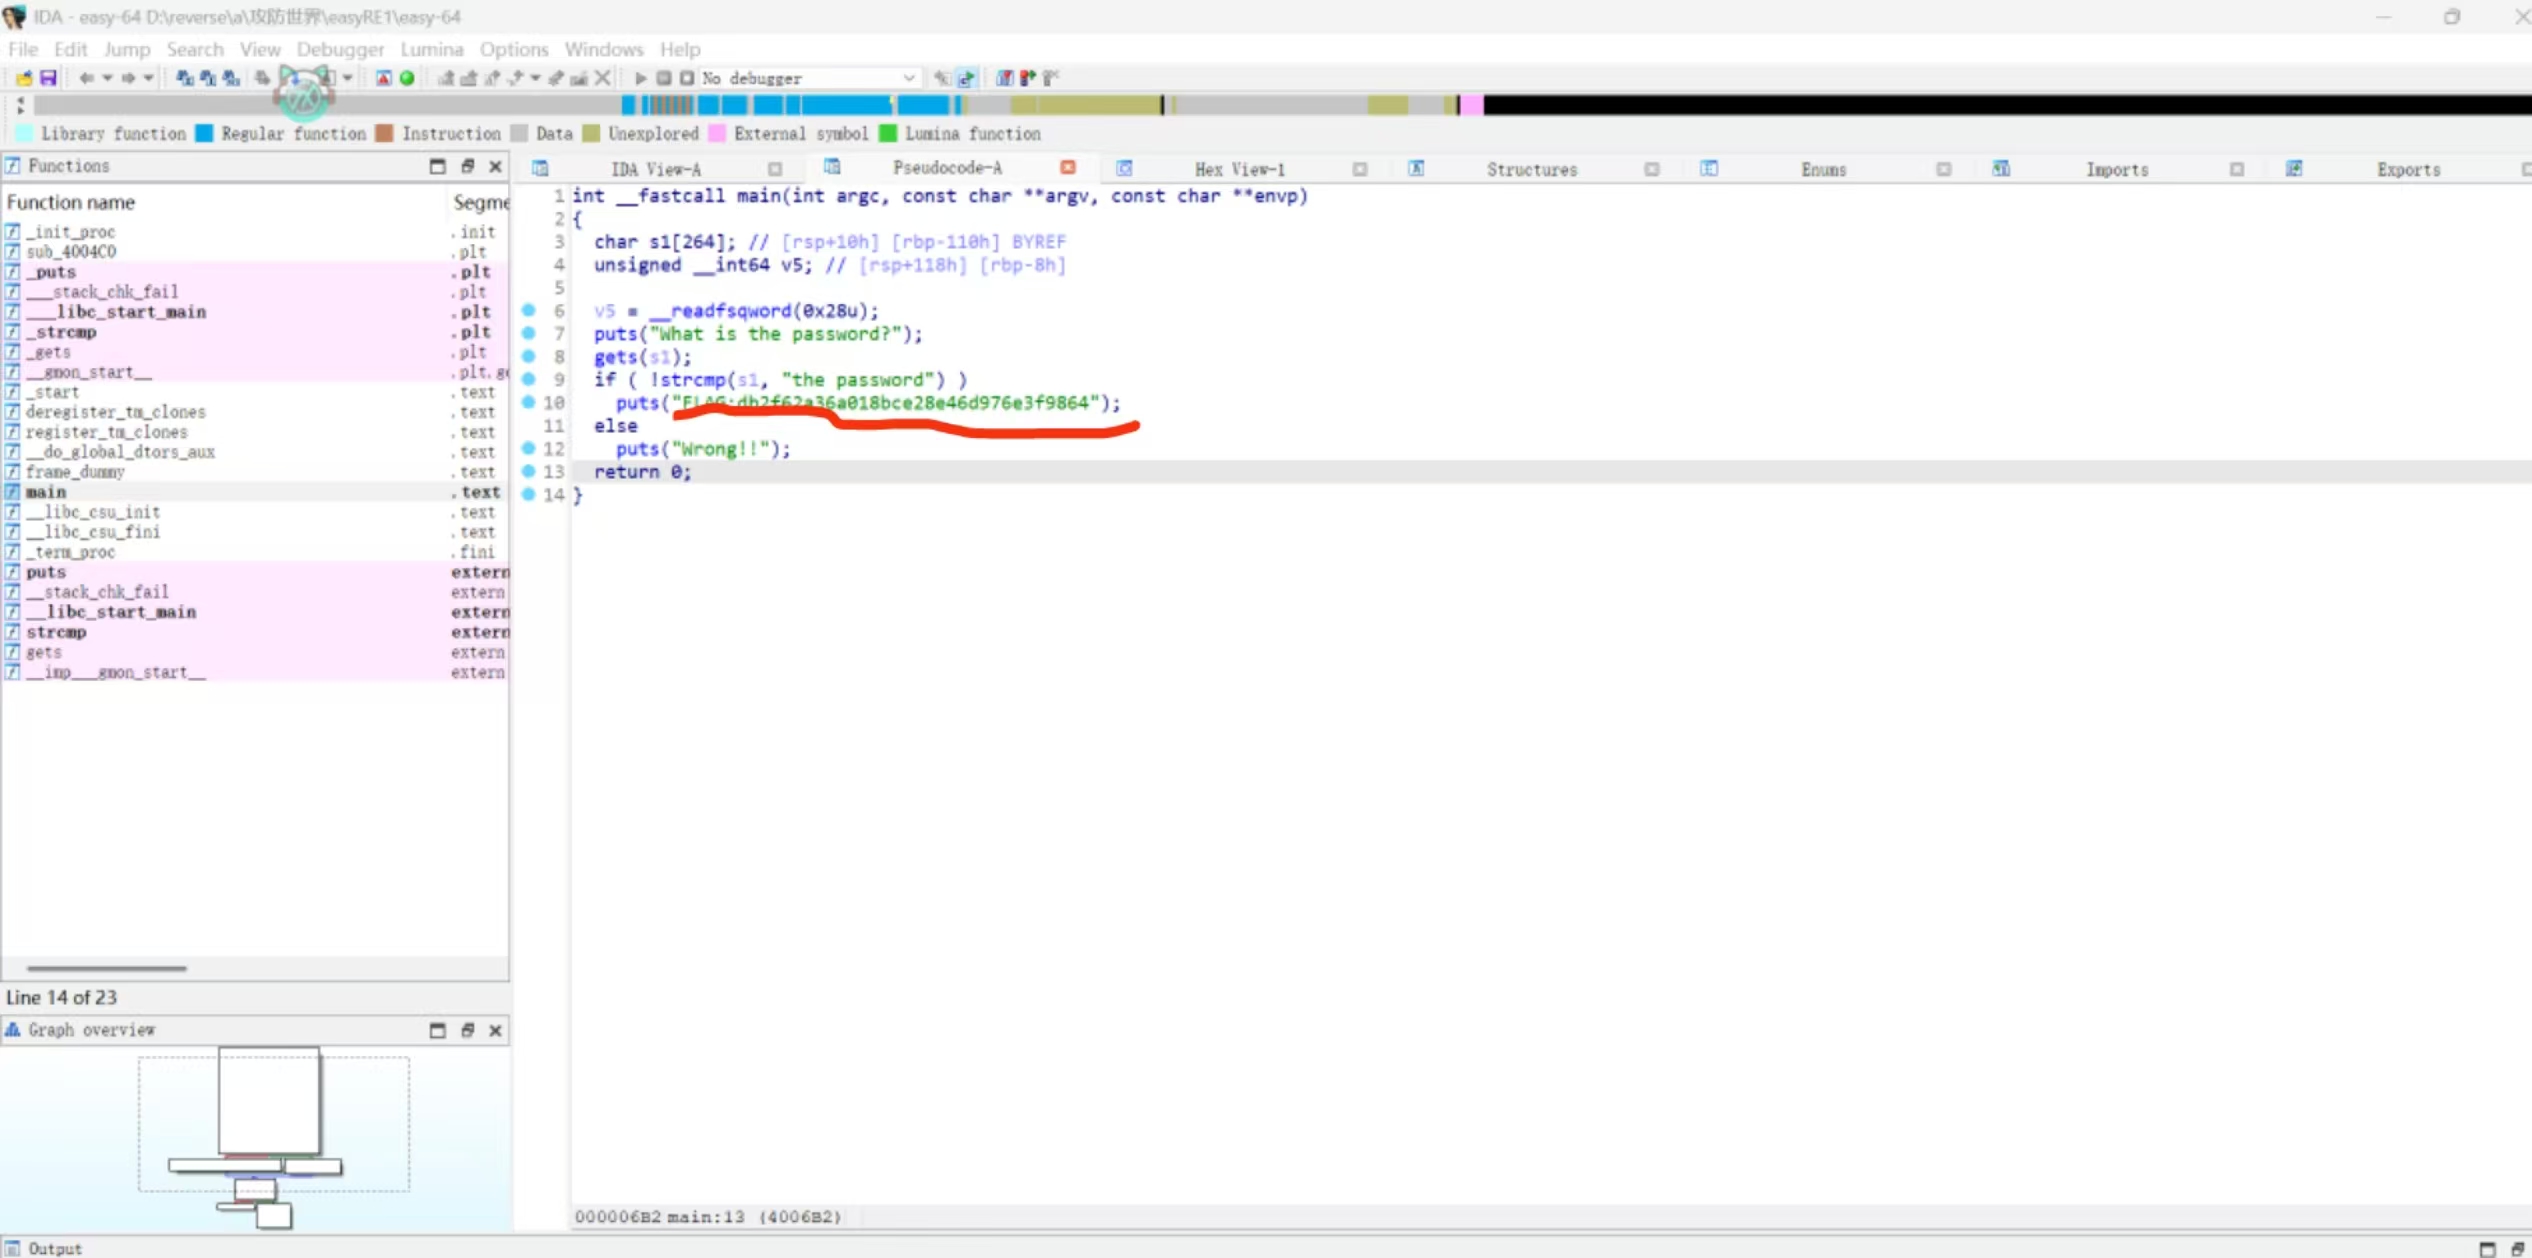 IDA - easy-64 D:\reverse\a\攻防世界\easyRE1\easy-64
File Edit Jump Search View Debugger Lumina Options Windows Help
No debugger
Library function Regular function Instruction Data Unexplored External symbol Lumina function
Functions
Function name Segme
_init_proc .init
sub_4004C0 .plt
_puts .plt
___stack_chk_fail .plt
___libc_start_main .plt
_strcmp .plt
_gets .plt
__gmon_start__ .plt.g
_start .text
deregister_tm_clones .text
register_tm_clones .text
__do_global_dtors_aux .text
frame_dummy .text
main .text
__libc_csu_init .text
__libc_csu_fini .text
_term_proc .fini
puts extern
__stack_chk_fail extern
__libc_start_main extern
strcmp extern
gets extern
__imp___gmon_start__ extern
Line 14 of 23
Graph overview
IDA View-A Pseudocode-A Hex View-1 Structures Enums Imports Exports
1 int __fastcall main(int argc, const char **argv, const char **envp)
2 {
3 char s1[264]; // [rsp+10h] [rbp-110h] BYREF
4 unsigned __int64 v5; // [rsp+118h] [rbp-8h]
5
6 v5 = __readfsqword(0x28u);
7 puts("What is the password?");
8 gets(s1);
9 if ( !strcmp(s1, "the password") )
10 puts("FLAG:db2f62a36a018bce28e46d976e3f9864");
11 else
12 puts("Wrong!!");
13 return 0;
14 }
000006B2 main:13 (4006B2)
Output